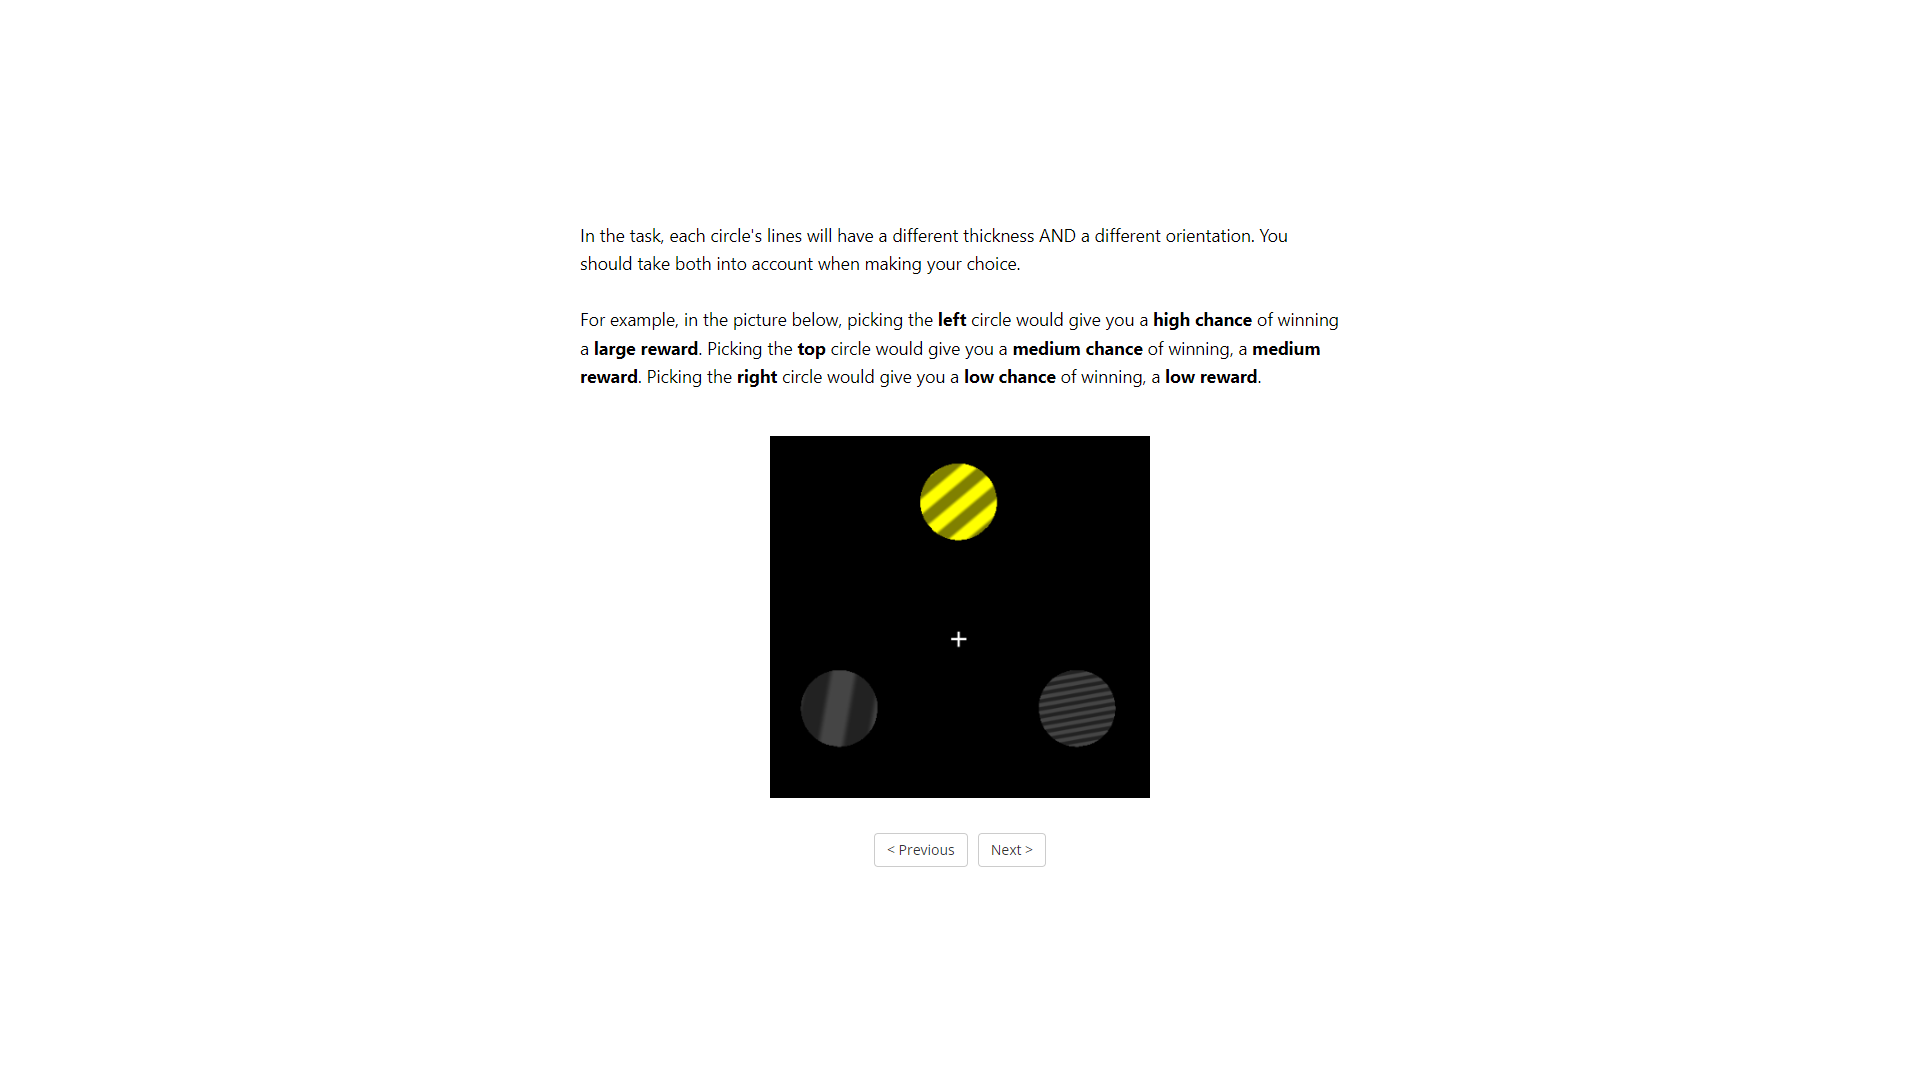 In the task, each circle's lines will have a different thickness AND a different orientation. You
should take both into account when making your choice.
For example, in the picture below, picking the left circle would give you a high chance of winning
a large reward. Picking the top circle would give you a medium chance of winning, a medium
reward. Picking the right circle would give you a low chance of winning, a low reward.
< Previous Next >